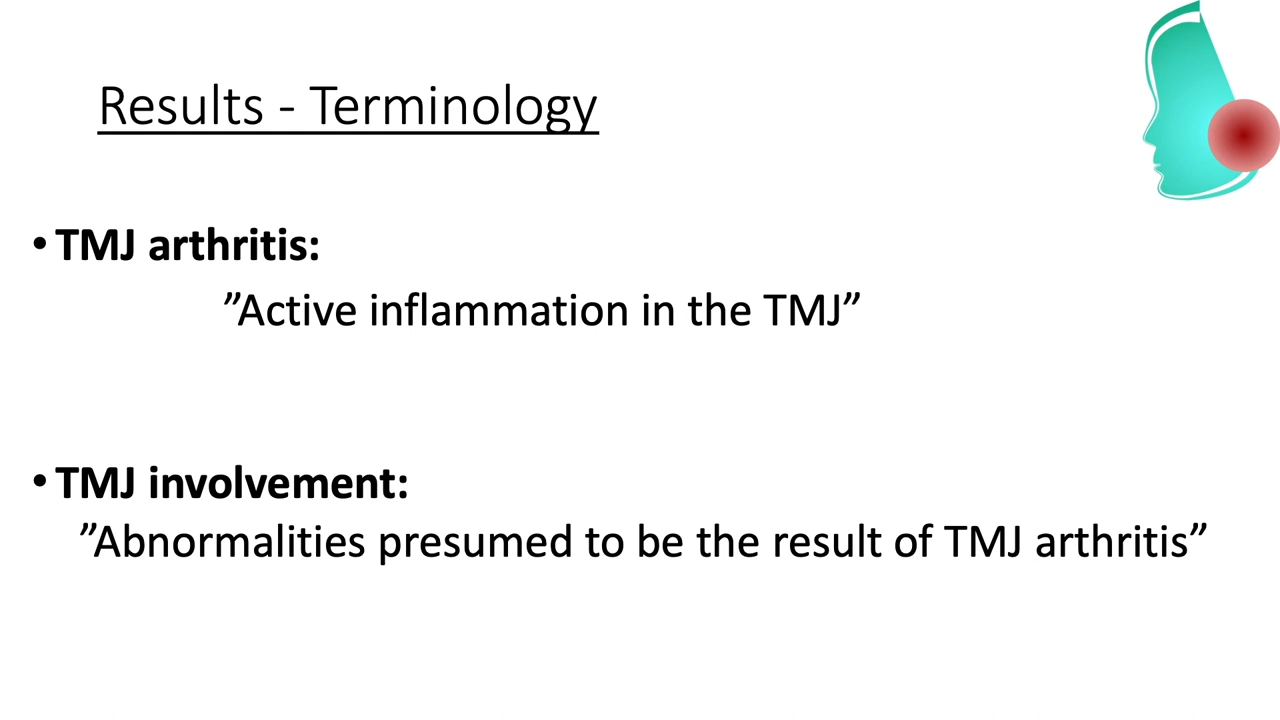 Results - Terminology
• TMJ arthritis:
”Active inflammation in the TMJ”
• TMJ involvement:
”Abnormalities presumed to be the result of TMJ arthritis”